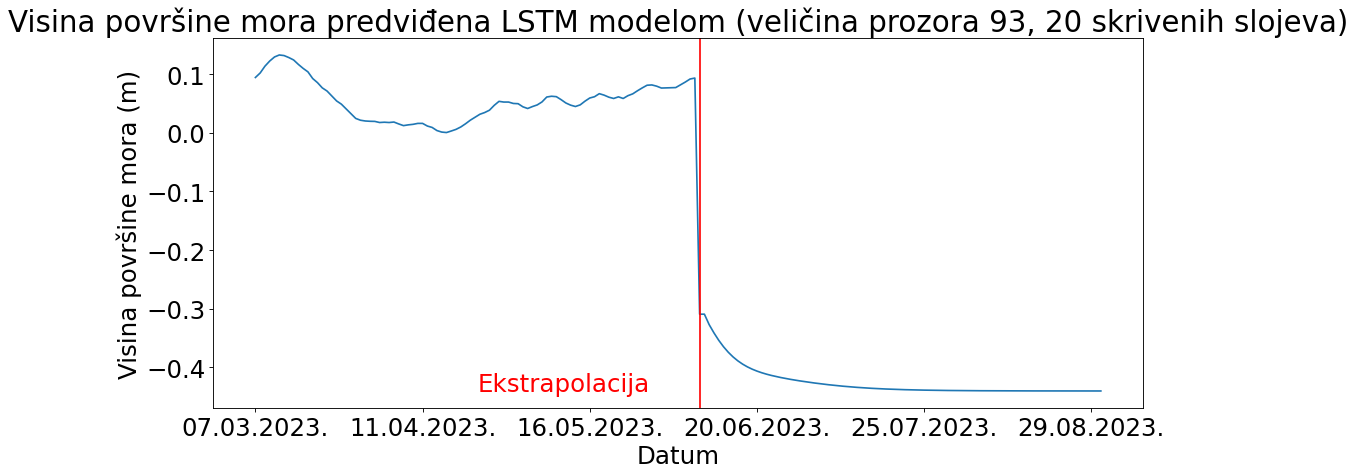 Visina površine mora predviđena LSTM modelom (veličina prozora 93, 20 skrivenih slojeva)
Visina površine mora (m)
0.1
0.0
−0.1
−0.2
−0.3
−0.4
Ekstrapolacija
07.03.2023. 11.04.2023. 16.05.2023. 20.06.2023. 25.07.2023. 29.08.2023.
Datum